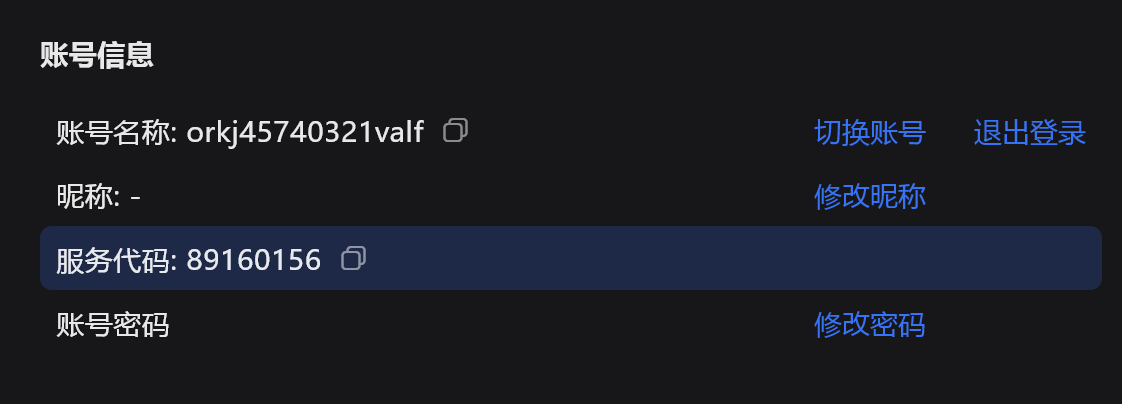 账号信息
账号名称: orkj45740321valf 切换账号 退出登录
昵称: - 修改昵称
服务代码: 89160156
账号密码 修改密码